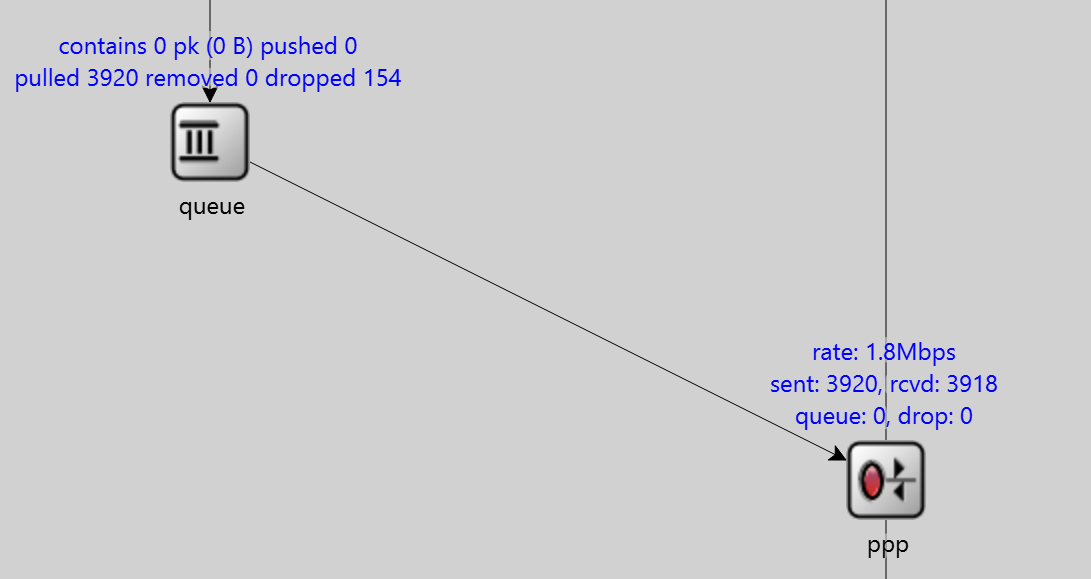 contains 0 pk (0 B) pushed 0
pulled 3920 removed 0 dropped 154
queue
rate: 1.8Mbps
sent: 3920, rcvd: 3918
queue: 0, drop: 0
ppp